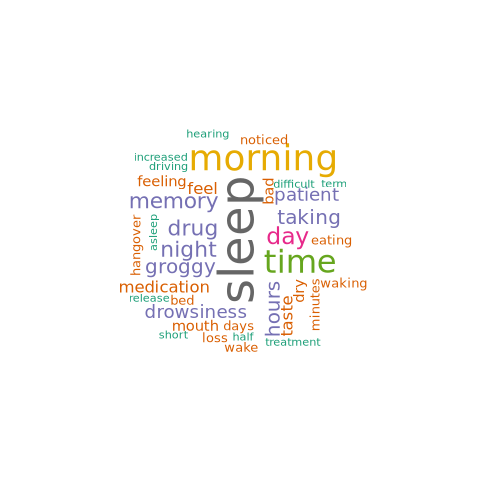 hearing
noticed
morning
increased
driving
feeling
feel
bad
difficult
term
patient
memory
sleep
taking
drug
day
eating
hangover
asleep
night
time
groggy
medication
hours
taste
dry
minutes
waking
release
bed
drowsiness
mouth
days
short
loss
half
treatment
wake